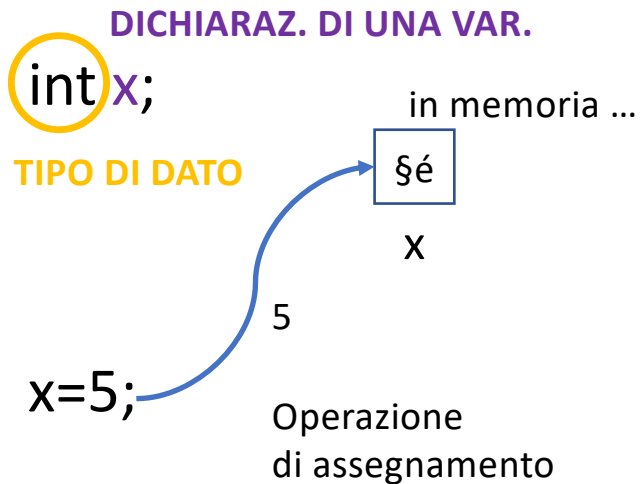 DICHIARAZ. DI UNA VAR.
int x;
in memoria ...
TIPO DI DATO
§é
x
5
x=5;
Operazione
di assegnamento